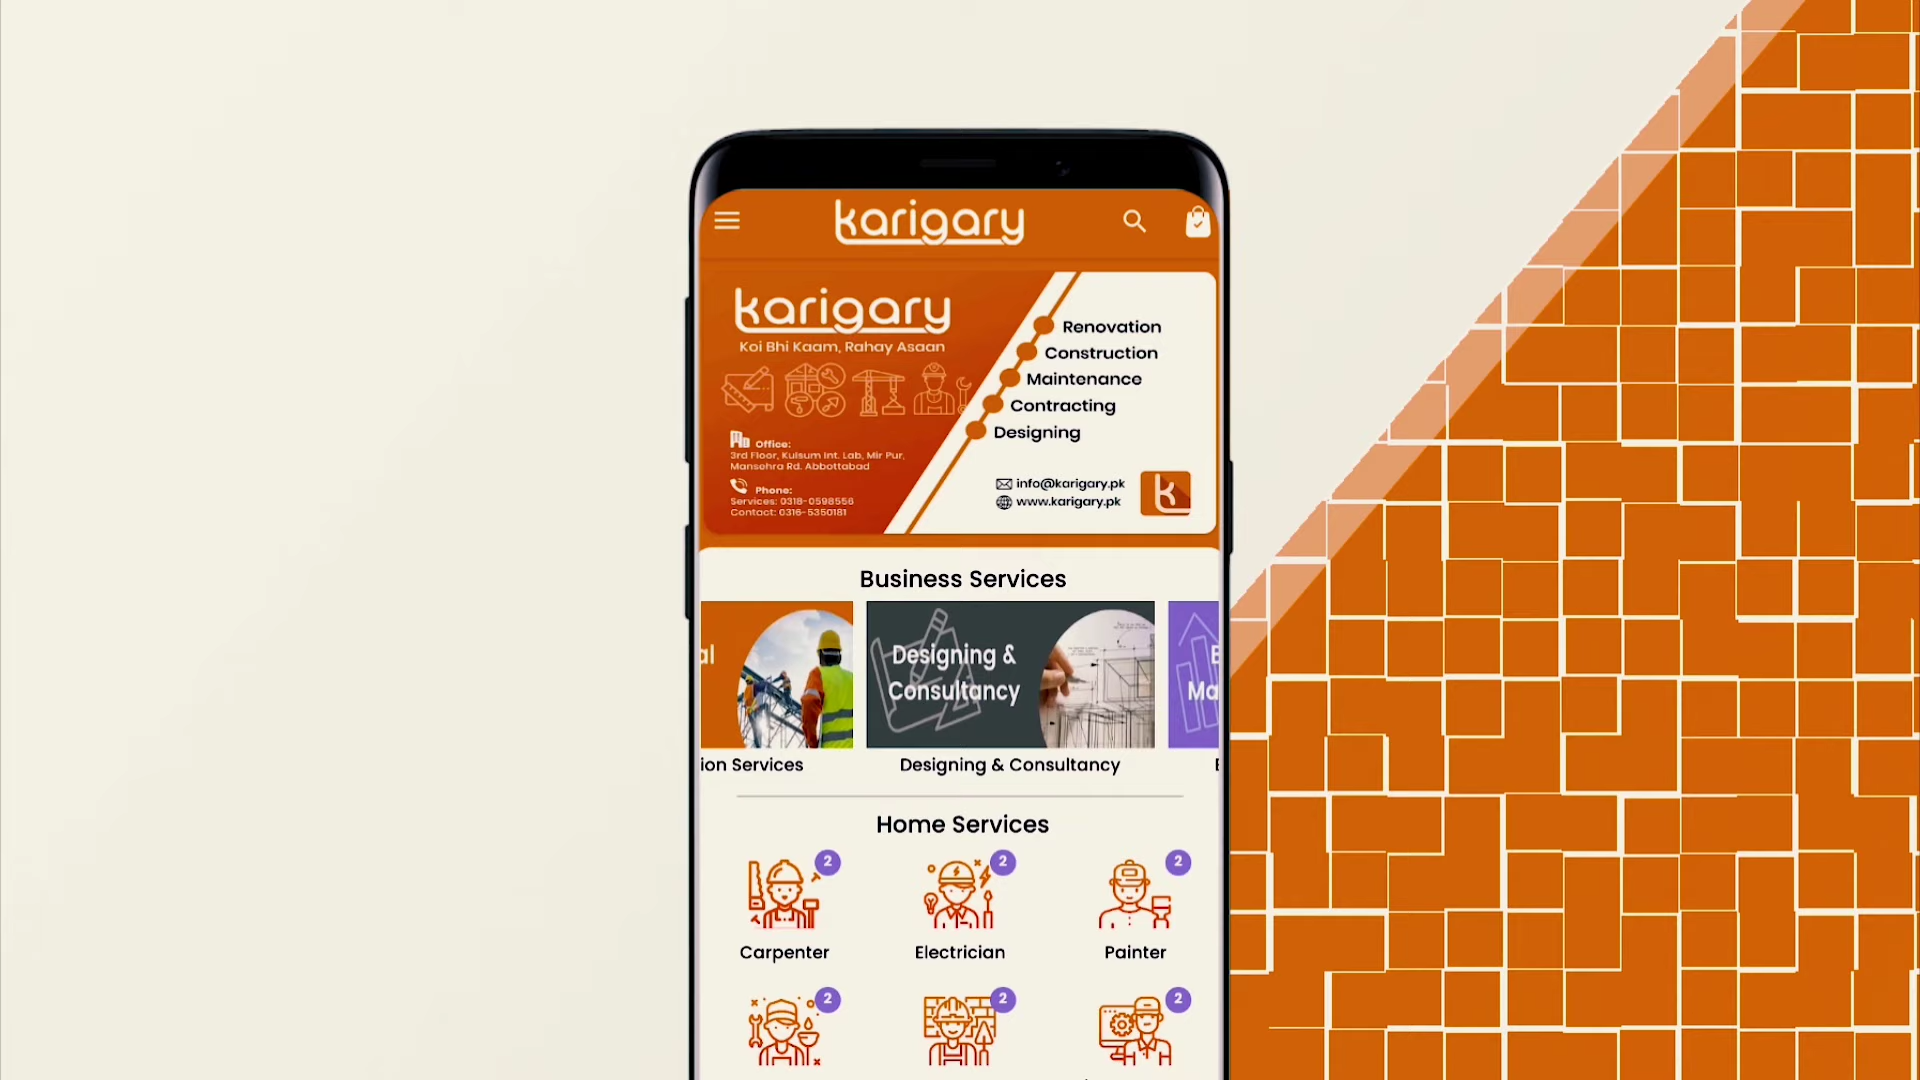 karigary
karigary
Koi Bhi Kaam, Rahay Asaan
Renovation
Construction
Maintenance
Contracting
Designing
Office:
3rd Floor, Kulsum Int. Lab, Mir Pur,
Mansehra Rd. Abbottabad
Phone:
Services: 0318-0598556
Contact: 0316-5350181
info@karigary.pk
www.karigary.pk
k
Business Services
al
Designing &
Consultancy
Ma
ion Services
Designing & Consultancy
Home Services
2
2
2
Carpenter
Electrician
Painter
2
2
2